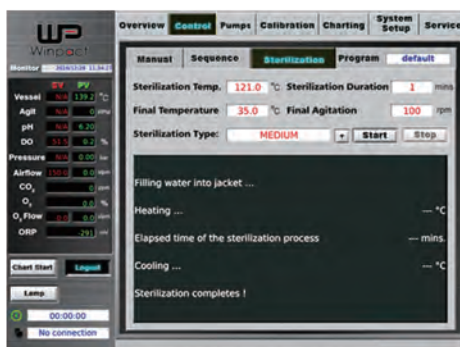 WP
Winpact
Overview Control Pumps Calibration Charting System Setup Service
Manual Sequence Sterilization Program default
Monitor
SV PV
Vessel N/A 139.2 °C
Agit N/A 0 rpm
pH N/A 6.20
DO 51.5 0.2 %
Pressure N/A 0.00 bar
Airflow 150.0 0.0
CO2 0
O2 0.0 %
O2 Flow 0.0 0.0
ORP -291 mV
Chart Start Logout
Lamp
00:00:00
No connection
Sterilization Temp. 121.0 °C Sterilization Duration 1 mins
Final Temperature 35.0 °C Final Agitation 100 rpm
Sterilization Type: MEDIUM Start Stop
Filling water into jacket ...
Heating ... --- °C
Elapsed time of the sterilization process --- mins.
Cooling ... --- °C
Sterilization completes !